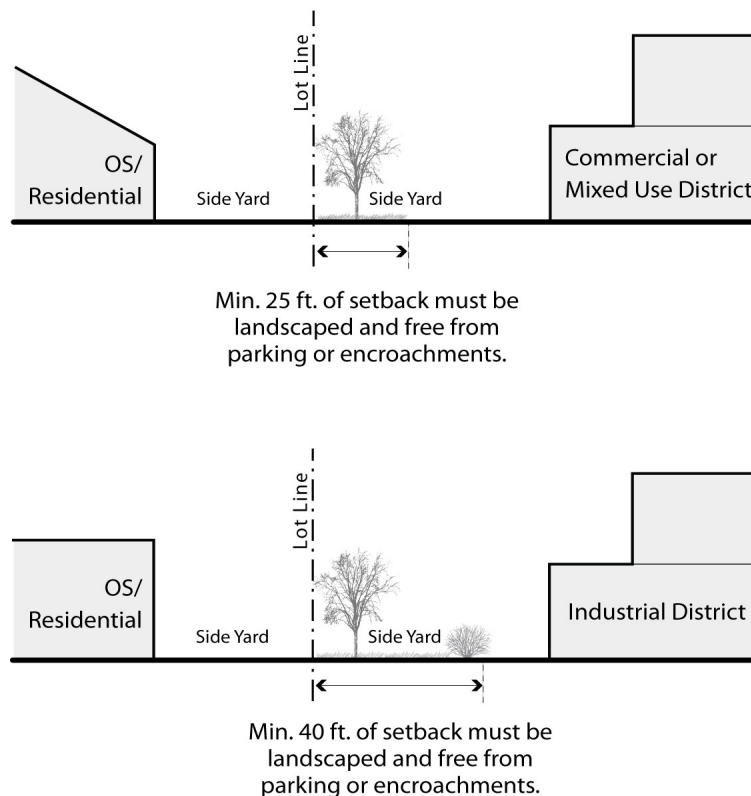 Lot Line
OS/
Residential
Side Yard
Side Yard
Commercial or
Mixed Use District
Min. 25 ft. of setback must be
landscaped and free from
parking or encroachments.
Lot Line
OS/
Residential
Side Yard
Side Yard
Industrial District
Min. 40 ft. of setback must be
landscaped and free from
parking or encroachments.